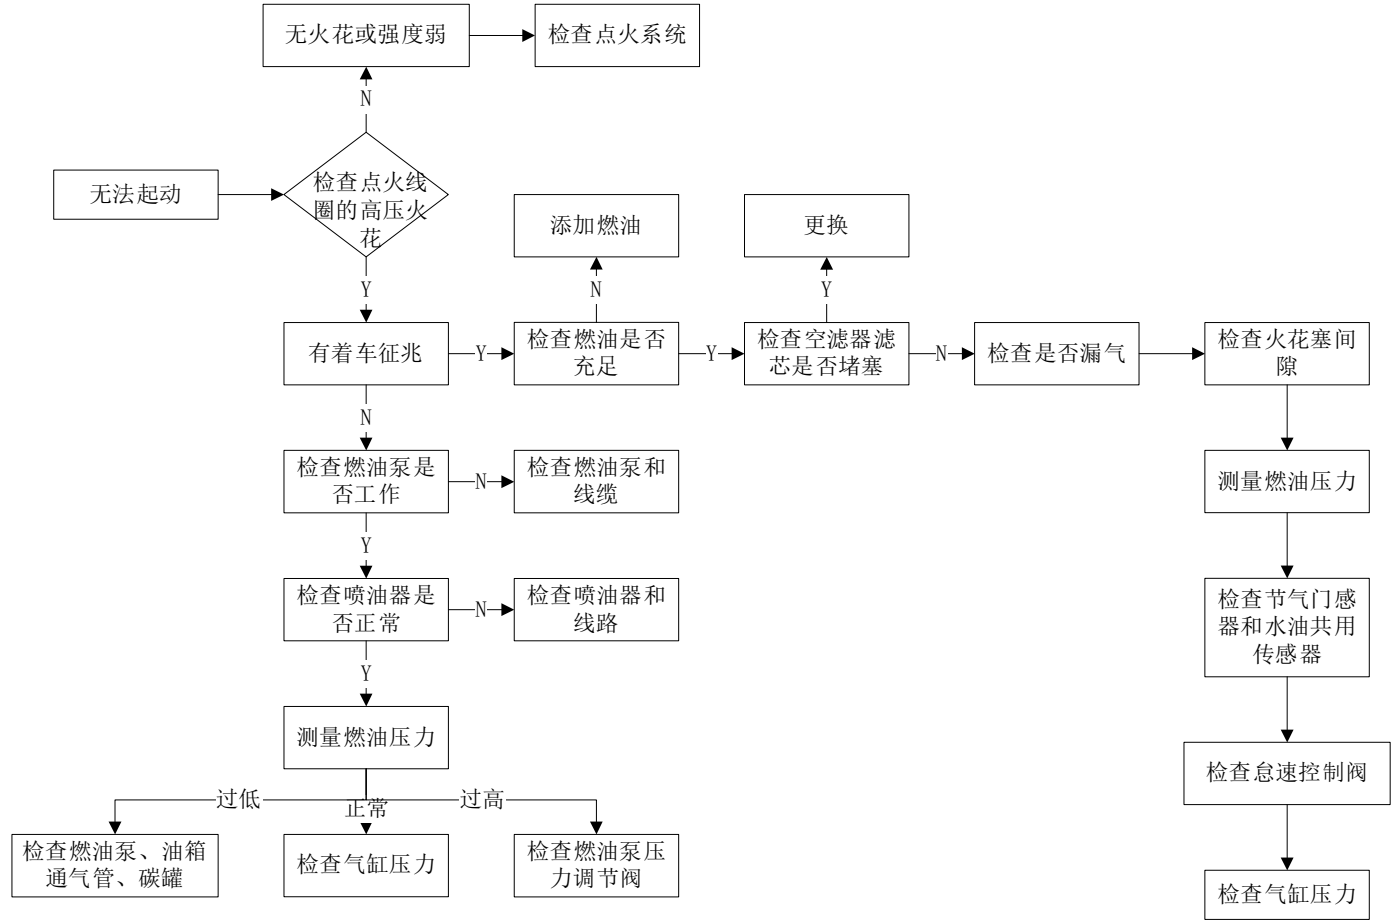 无火花或强度弱
检查点火系统
N
无法起动
检查点火线
圈的高压火
花
添加燃油
更换
Y
N
Y
有着车征兆
Y
检查燃油是否
充足
Y
检查空滤器滤
芯是否堵塞
N
检查是否漏气
检查火花塞间
隙
N
检查燃油泵是
否工作
N
检查燃油泵和
线缆
测量燃油压力
Y
检查喷油器是
否正常
N
检查喷油器和
线路
检查节气门感
器和水油共用
传感器
Y
测量燃油压力
检查怠速控制阀
过低
正常
过高
检查燃油泵、油箱
通气管、碳罐
检查气缸压力
检查燃油泵压
力调节阀
检查气缸压力